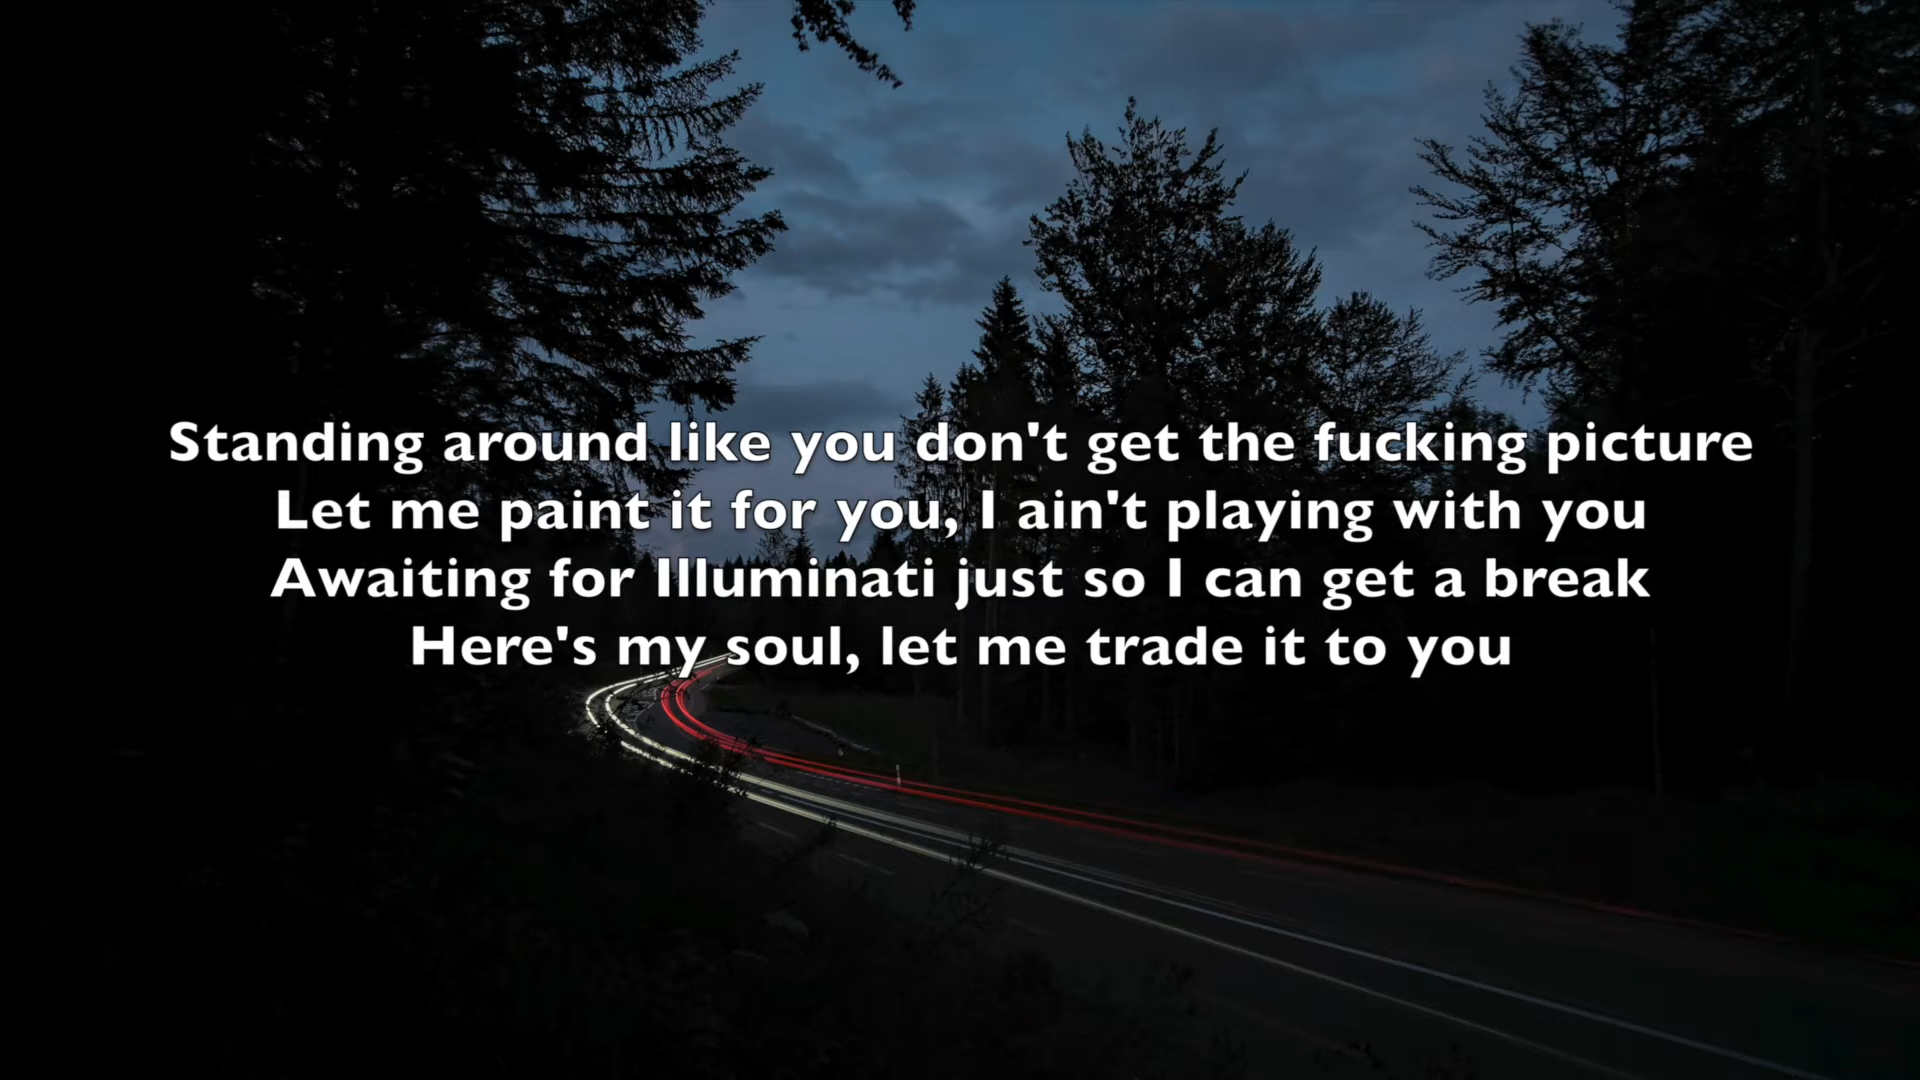 Standing around like you don't get the fucking picture
Let me paint it for you, I ain't playing with you
Awaiting for Illuminati just so I can get a break
Here's my soul, let me trade it to you